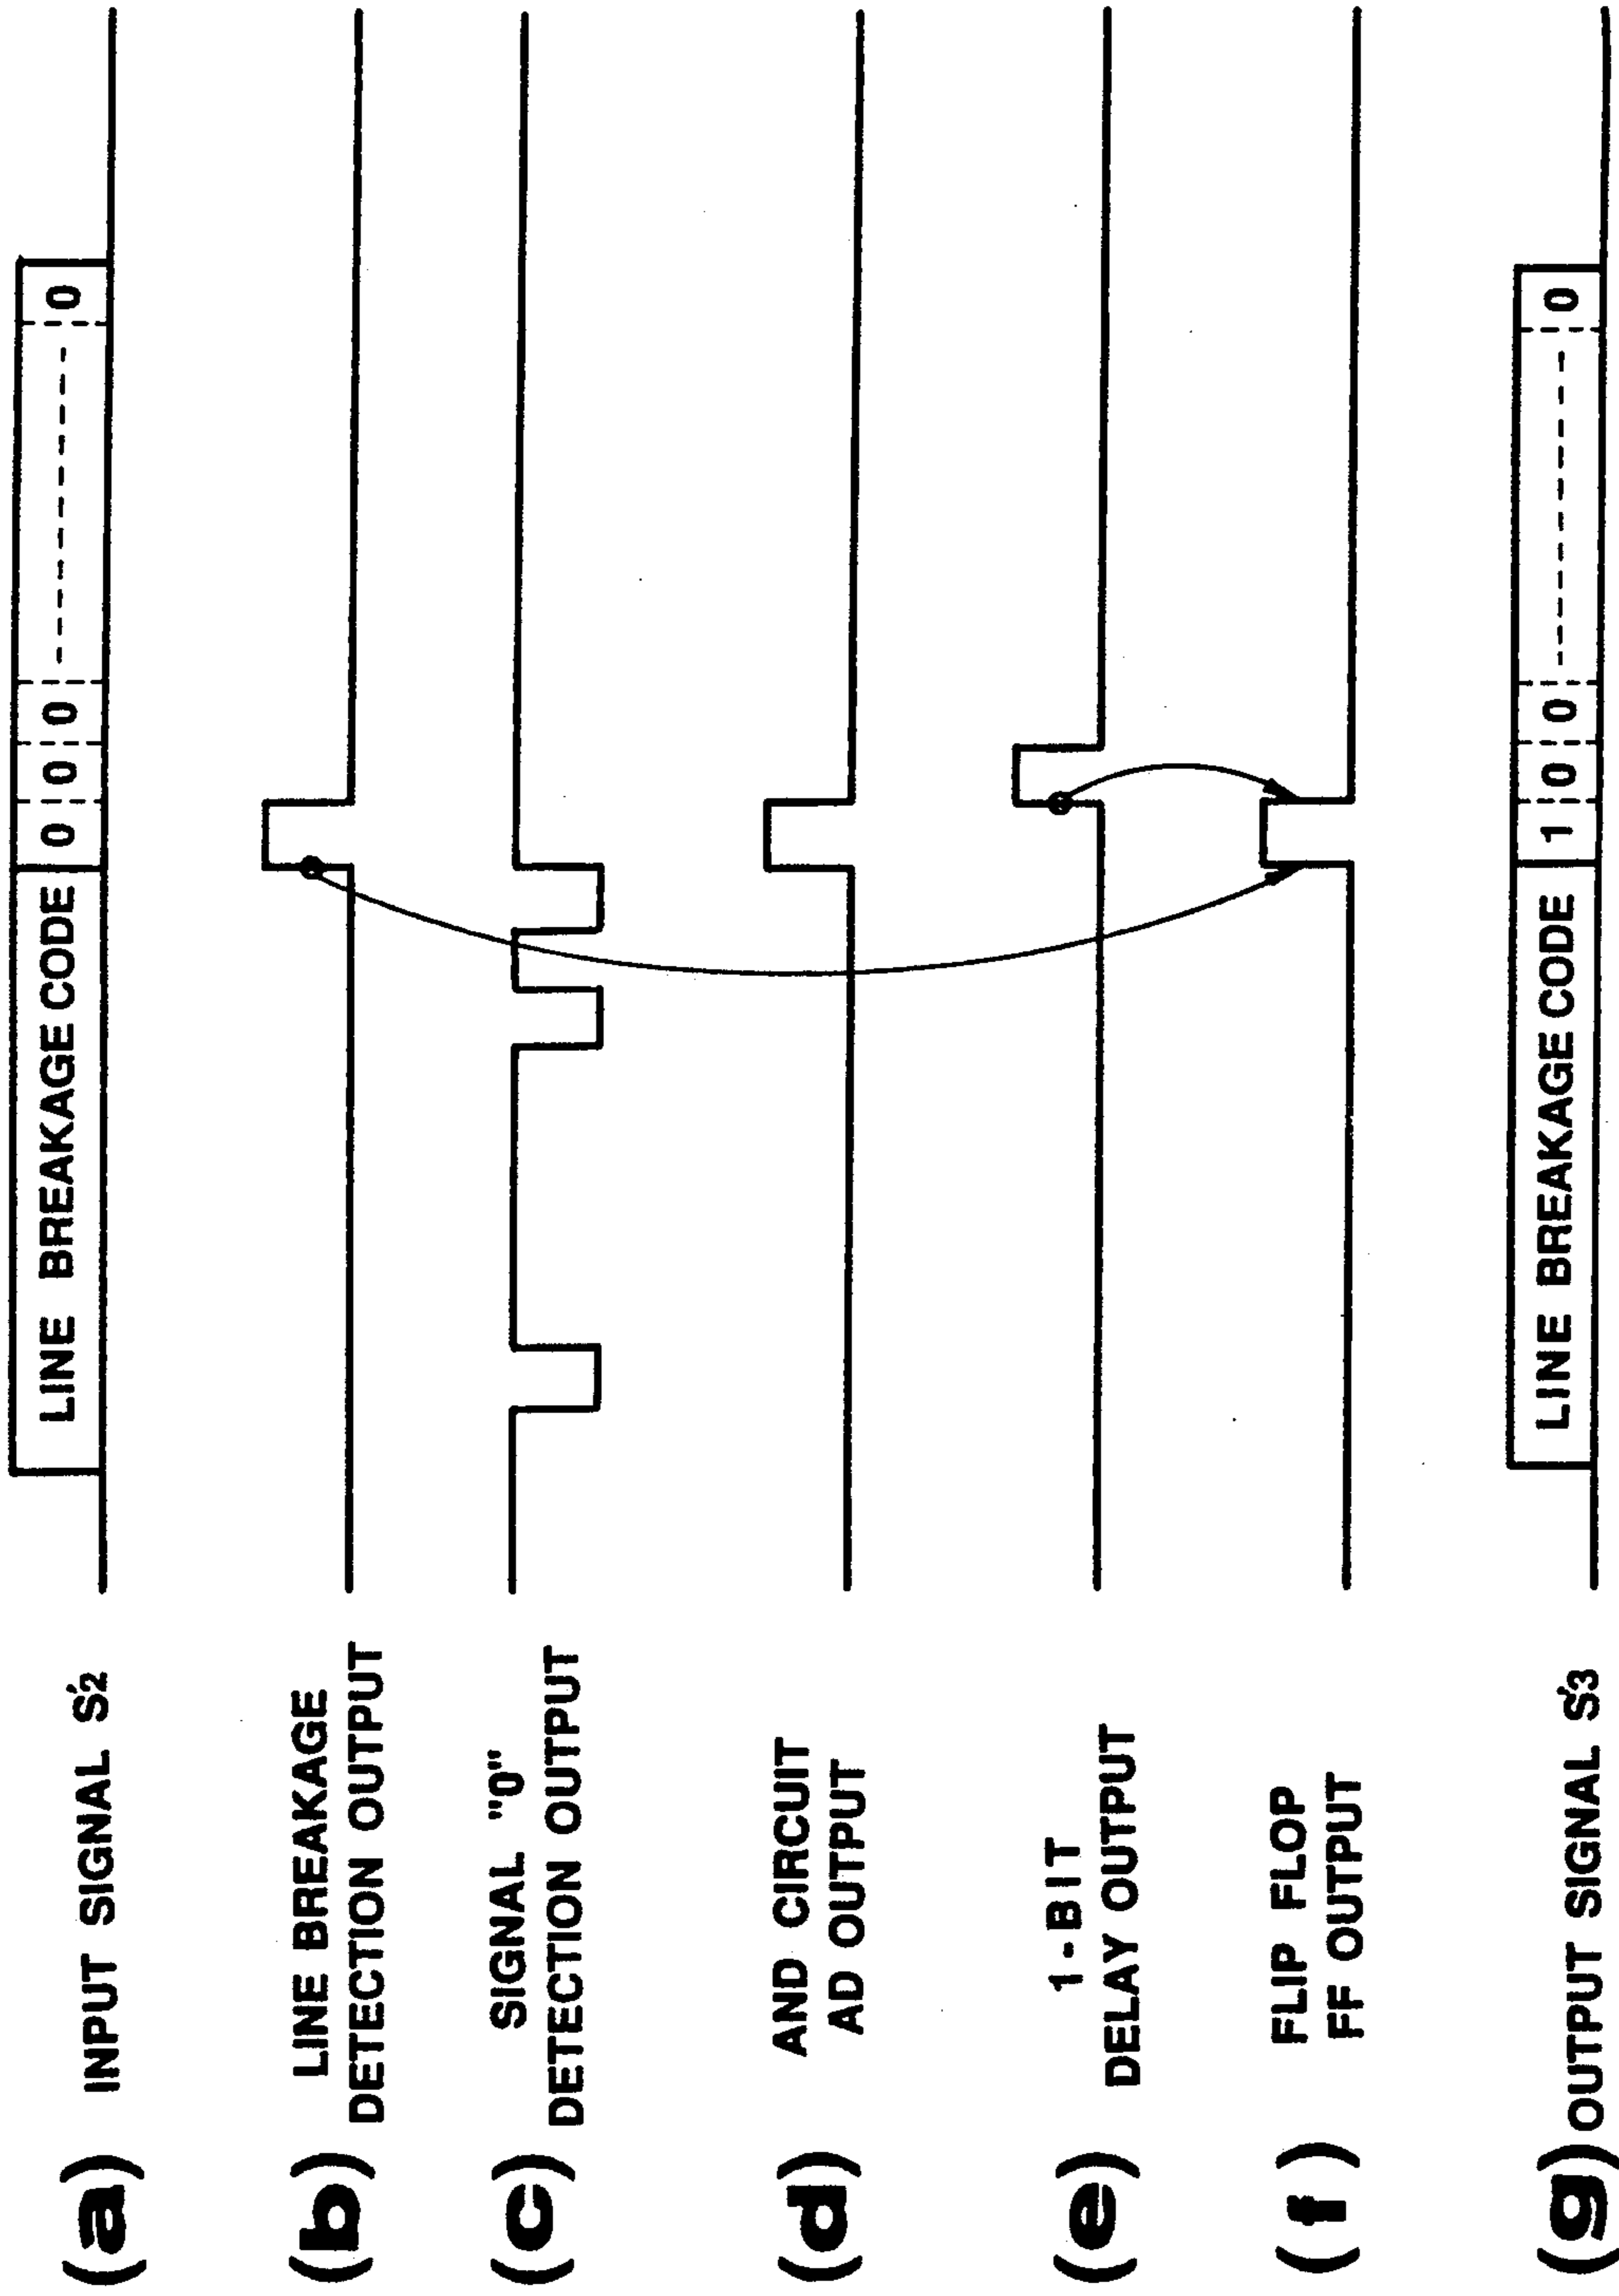 (a) INPUT SIGNAL S'2
LINE BREAKAGE CODE 0 0 0 ----------- 0
(b) LINE BREAKAGE
DETECTION OUTPUT
(c) SIGNAL "0"
DETECTION OUTPUT
(d) AND CIRCUIT
AD OUTPUT
(e) 1-BIT
DELAY OUTPUT
(f) FLIP FLOP
FF OUTPUT
(g) OUTPUT SIGNAL S'3
LINE BREAKAGE CODE 1 0 0 ----------- 0